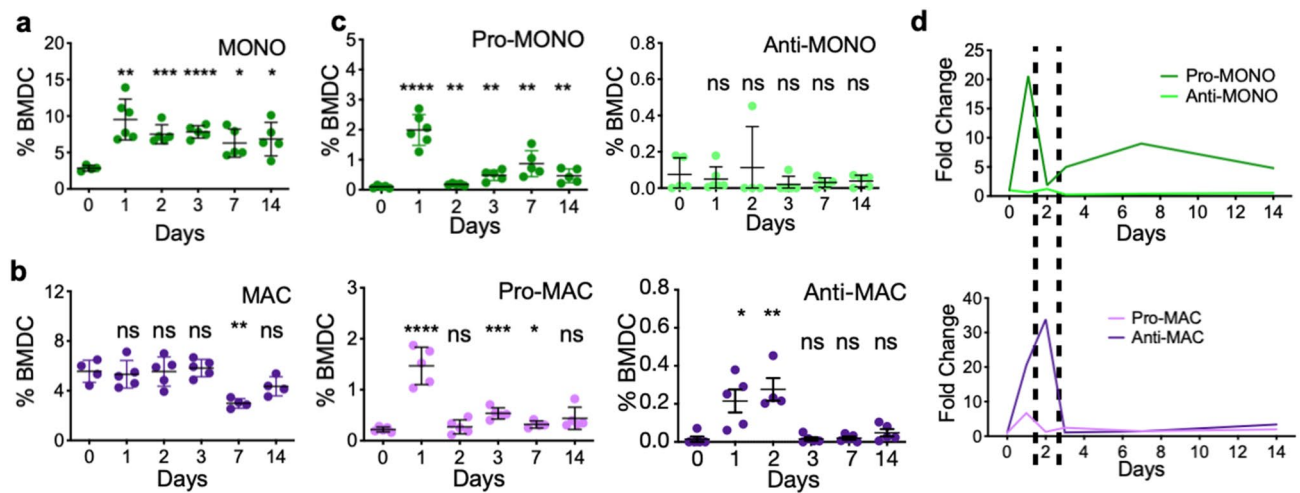 a
MONO
% BMDC
20
15
10
5
0
** *** **** * *
0 1 2 3 7 14
Days
c
Pro-MONO
% BMDC
5
4
3
2
1
0
**** ** ** ** **
0 1 2 3 7 14
Days
Anti-MONO
% BMDC
0.8
0.6
0.4
0.2
0.0
ns ns ns ns ns
0 1 2 3 7 14
Days
d
Fold Change
25
20
15
10
5
0
Pro-MONO
Anti-MONO
0 2 4 6 8 10 12 14
Days
b
MAC
% BMDC
12
8
4
0
ns ns ns ** ns
0 1 2 3 7 14
Days
Pro-MAC
% BMDC
3
2
1
0
**** ns *** * ns
0 1 2 3 7 14
Days
Anti-MAC
% BMDC
0.8
0.6
0.4
0.2
0.0
* ** ns ns ns
0 1 2 3 7 14
Days
Fold Change
40
30
20
10
0
Pro-MAC
Anti-MAC
0 2 4 6 8 10 12 14
Days